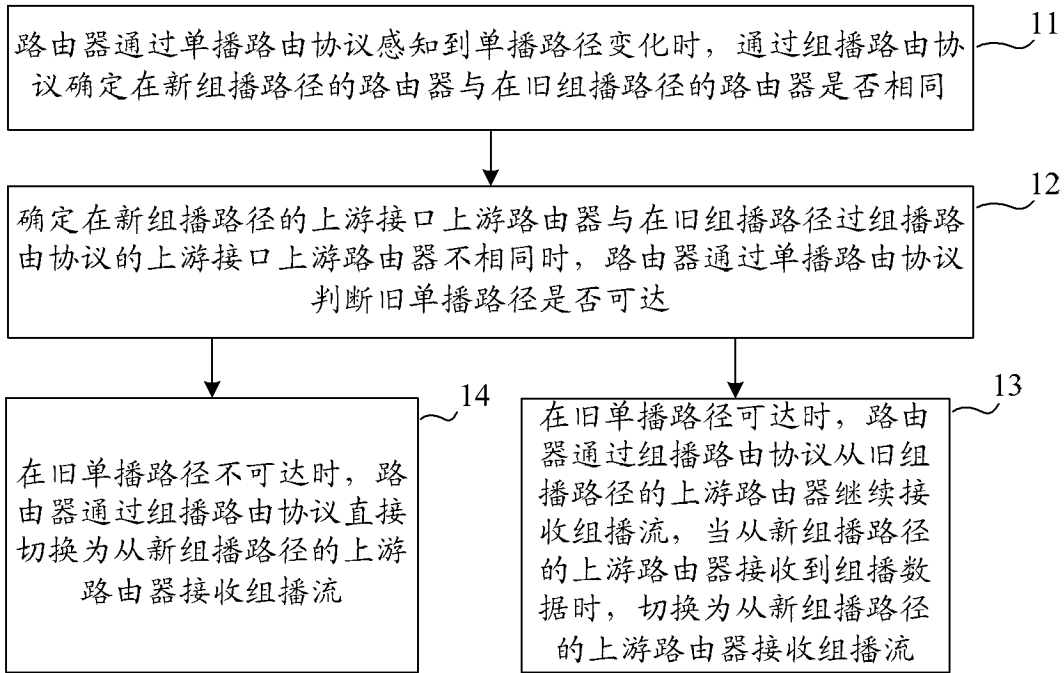 路由器通过单播路由协议感知到单播路径变化时，通过组播路由协
议确定在新组播路径的路由器与在旧组播路径的路由器是否相同
11
确定在新组播路径的上游接口上游路由器与在旧组播路径过组播路
由协议的上游接口上游路由器不相同时，路由器通过单播路由协议
判断旧单播路径是否可达
12
在旧单播路径不可达时，路
由器通过组播路由协议直接
切换为从新组播路径的上游
路由器接收组播流
14
在旧单播路径可达时，路由
器通过组播路由协议从旧组
播路径的上游路由器继续接
收组播流，当从新组播路径
的上游路由器接收到组播数
据时，切换为从新组播路径
的上游路由器接收组播流
13